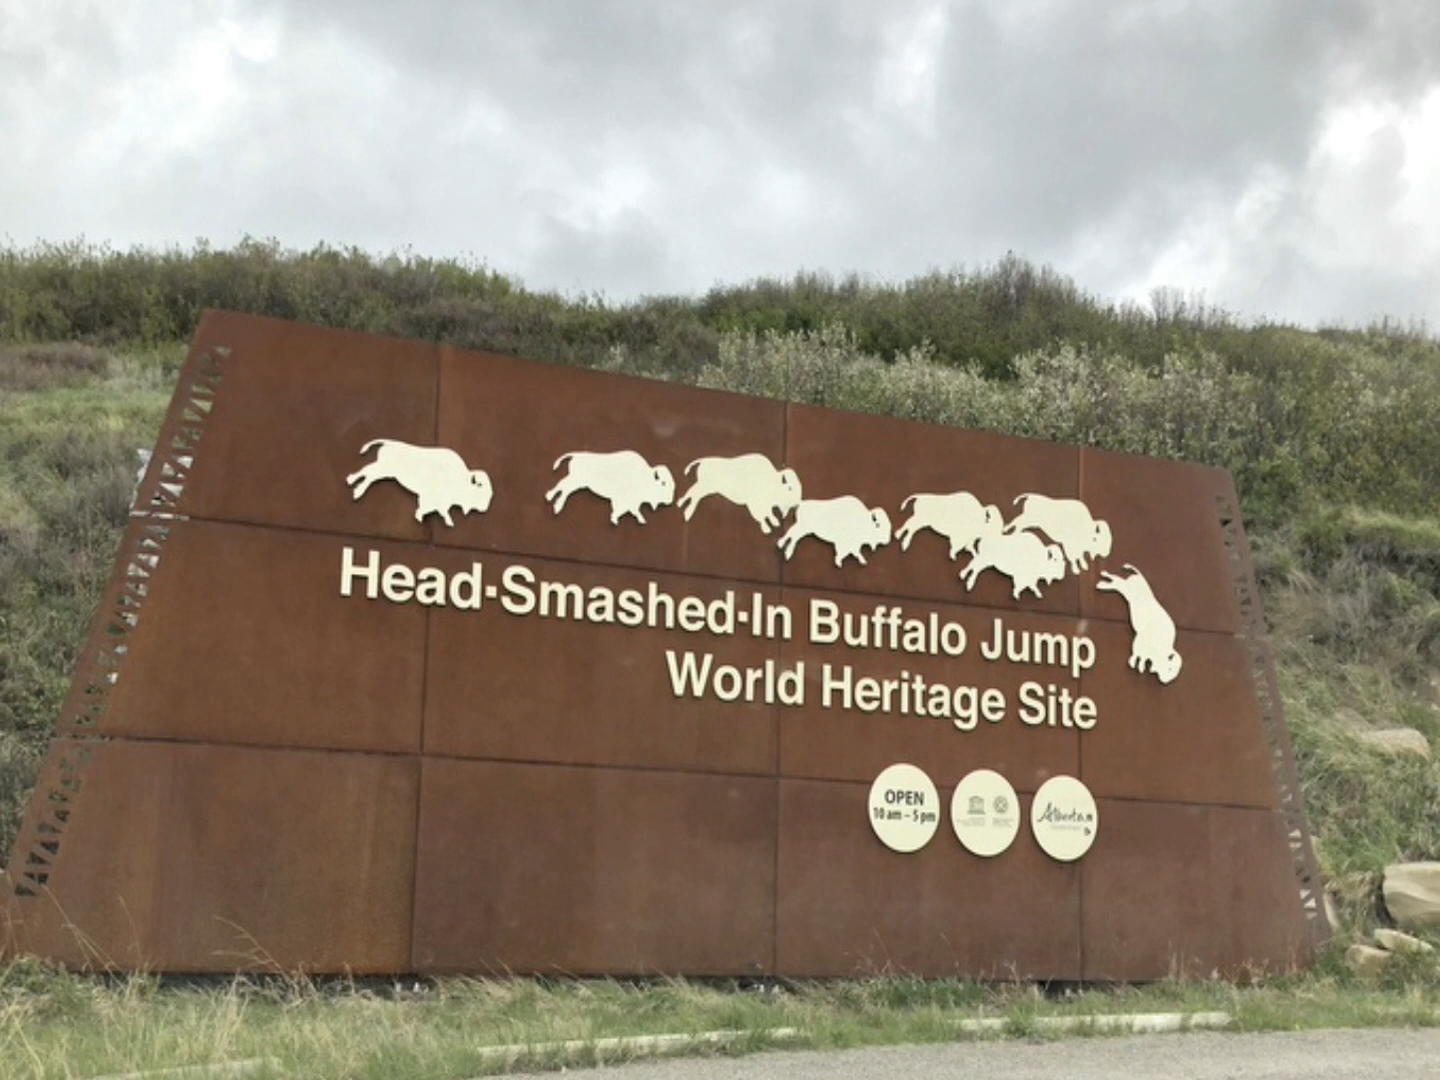 Head-Smashed-In Buffalo Jump
World Heritage Site
OPEN
10 am – 5 pm
Alberta